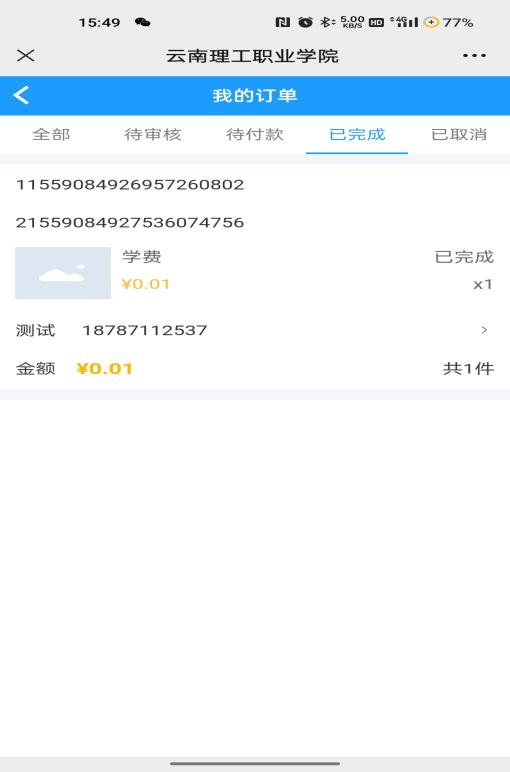 15:49 5.00 KB/S HD 4G 77%
云南理工职业学院
我的订单
全部 待审核 待付款 已完成 已取消
11559084926957260802
21559084927536074756
学费 已完成
¥0.01 x1
测试 18787112537 >
金额 ¥0.01 共1件